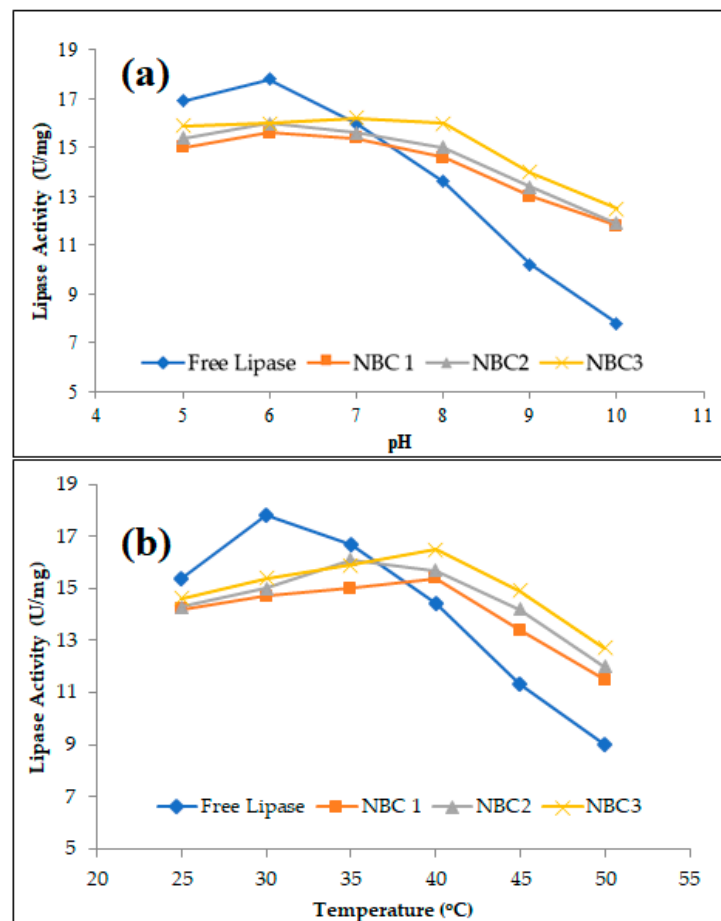 (a)
Lipase Activity (U/mg)
19
17
15
13
11
9
7
5
Free Lipase NBC 1 NBC2 NBC3
4 5 6 7 8 9 10 11
pH
(b)
Lipase Activity (U/mg)
19
17
15
13
11
9
7
5
Free Lipase NBC 1 NBC2 NBC3
20 25 30 35 40 45 50 55
Temperature (°C)